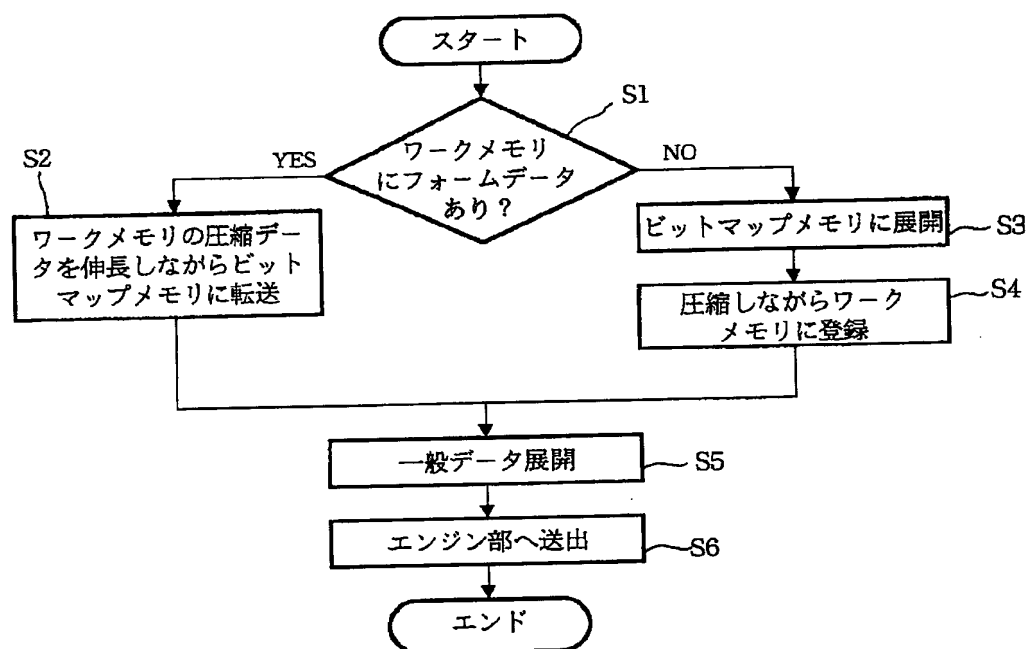 スタート
S1
ワークメモリ
にフォームデータ
あり？
YES
NO
S2
ワークメモリの圧縮デー
タを伸長しながらビット
マップメモリに転送
ビットマップメモリに展開
S3
圧縮しながらワーク
メモリに登録
S4
一般データ展開
S5
エンジン部へ送出
S6
エンド